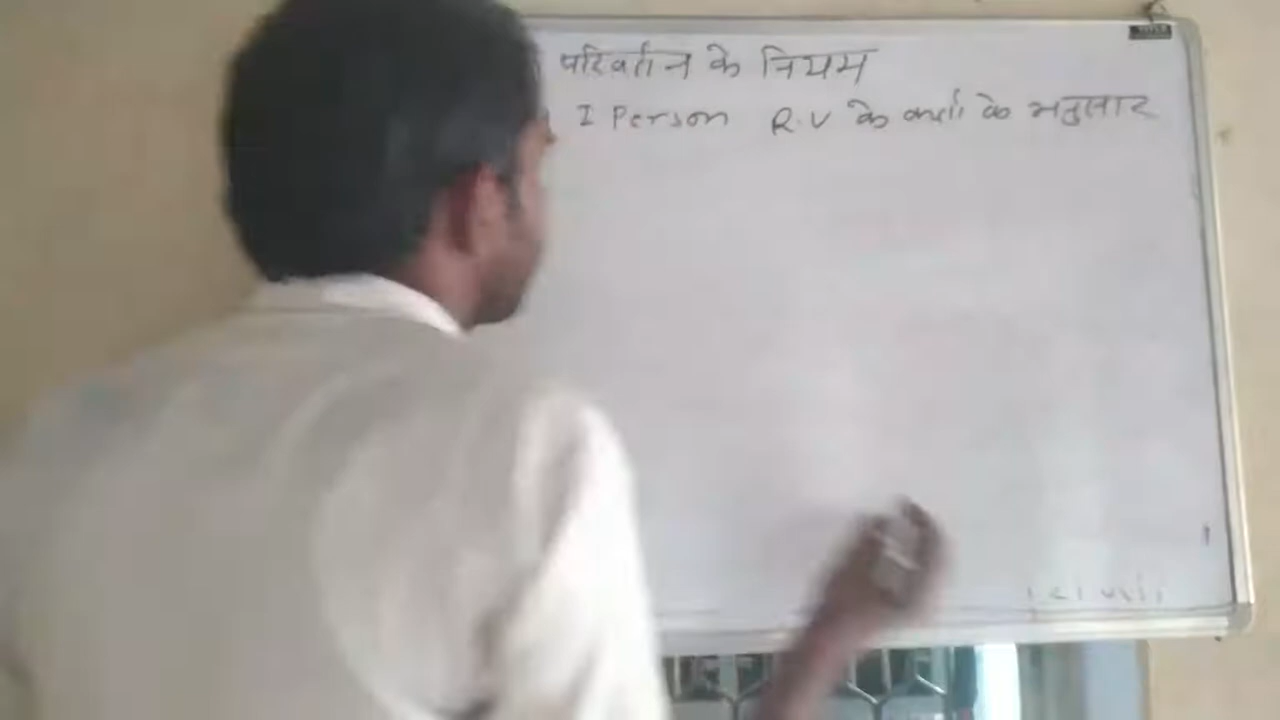 परिवर्तन के नियम
I Person R.V के कर्ता के अनुसार